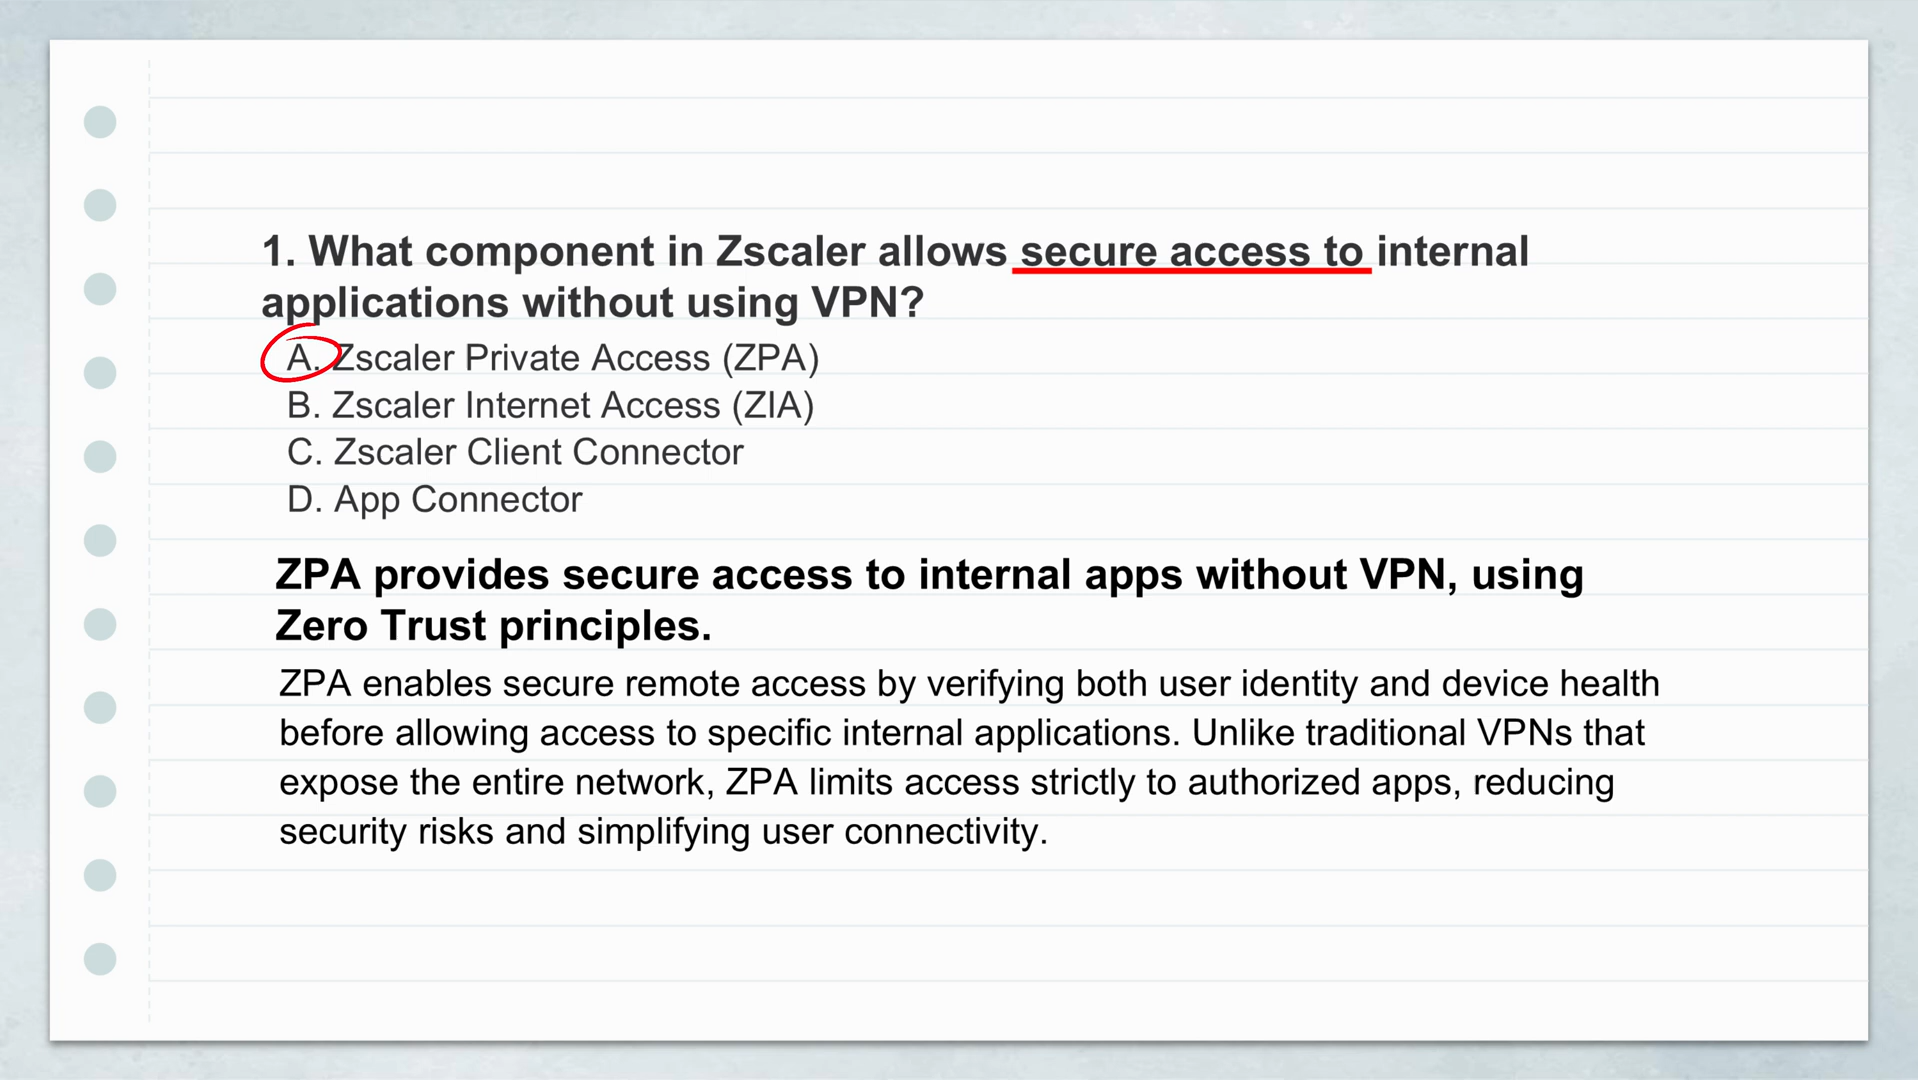 1. What component in Zscaler allows secure access to internal
applications without using VPN?
A. Zscaler Private Access (ZPA)
B. Zscaler Internet Access (ZIA)
C. Zscaler Client Connector
D. App Connector
ZPA provides secure access to internal apps without VPN, using
Zero Trust principles.
ZPA enables secure remote access by verifying both user identity and device health
before allowing access to specific internal applications. Unlike traditional VPNs that
expose the entire network, ZPA limits access strictly to authorized apps, reducing
security risks and simplifying user connectivity.